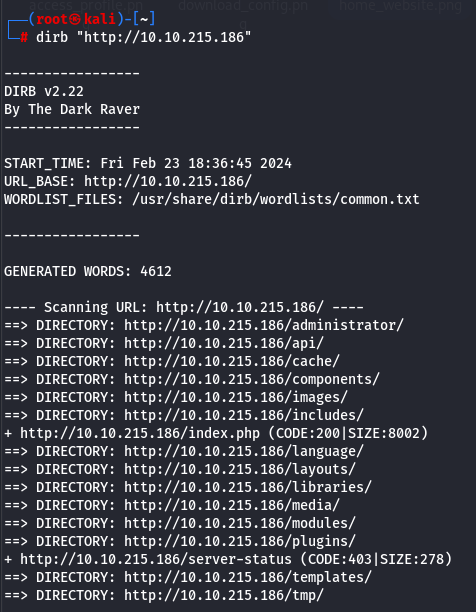 access_profile.pn download_config.pn home_website.png
┌──(root㉿kali)-[~]
└─# dirb "http://10.10.215.186"
-----------------
DIRB v2.22
By The Dark Raver
-----------------
START_TIME: Fri Feb 23 18:36:45 2024
URL_BASE: http://10.10.215.186/
WORDLIST_FILES: /usr/share/dirb/wordlists/common.txt
-----------------
GENERATED WORDS: 4612
---- Scanning URL: http://10.10.215.186/ ----
==> DIRECTORY: http://10.10.215.186/administrator/
==> DIRECTORY: http://10.10.215.186/api/
==> DIRECTORY: http://10.10.215.186/cache/
==> DIRECTORY: http://10.10.215.186/components/
==> DIRECTORY: http://10.10.215.186/images/
==> DIRECTORY: http://10.10.215.186/includes/
+ http://10.10.215.186/index.php (CODE:200|SIZE:8002)
==> DIRECTORY: http://10.10.215.186/language/
==> DIRECTORY: http://10.10.215.186/layouts/
==> DIRECTORY: http://10.10.215.186/libraries/
==> DIRECTORY: http://10.10.215.186/media/
==> DIRECTORY: http://10.10.215.186/modules/
==> DIRECTORY: http://10.10.215.186/plugins/
+ http://10.10.215.186/server-status (CODE:403|SIZE:278)
==> DIRECTORY: http://10.10.215.186/templates/
==> DIRECTORY: http://10.10.215.186/tmp/